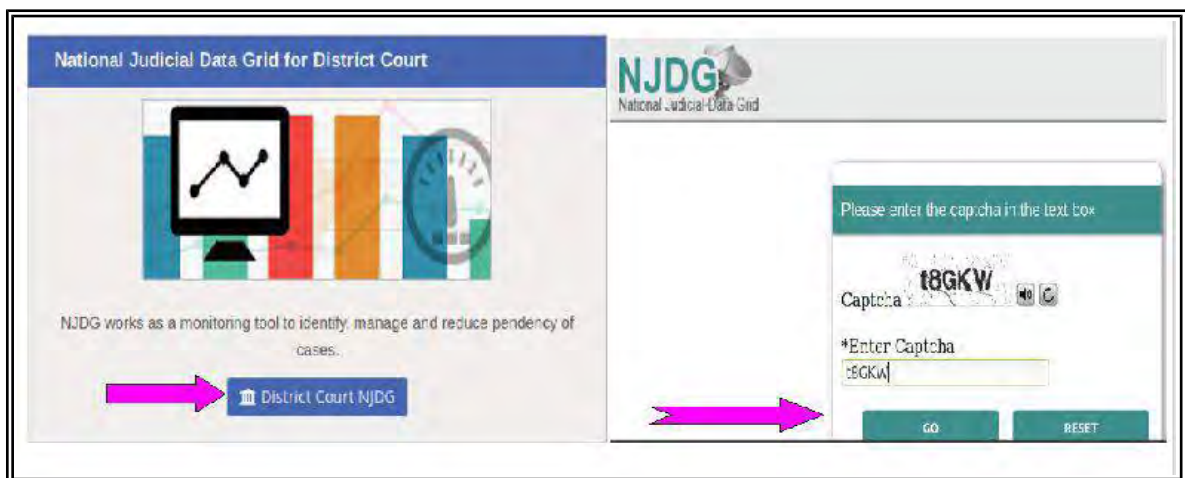 National Judicial Data Grid for District Court
NJDG works as a monitoring tool to identify, manage and reduce pendency of
cases.
District Court NJDG
NJDG
National Judicial Data Grid
Please enter the captcha in the text box
Captcha t8GKW
*Enter Captcha
t8GKW
GO RESET